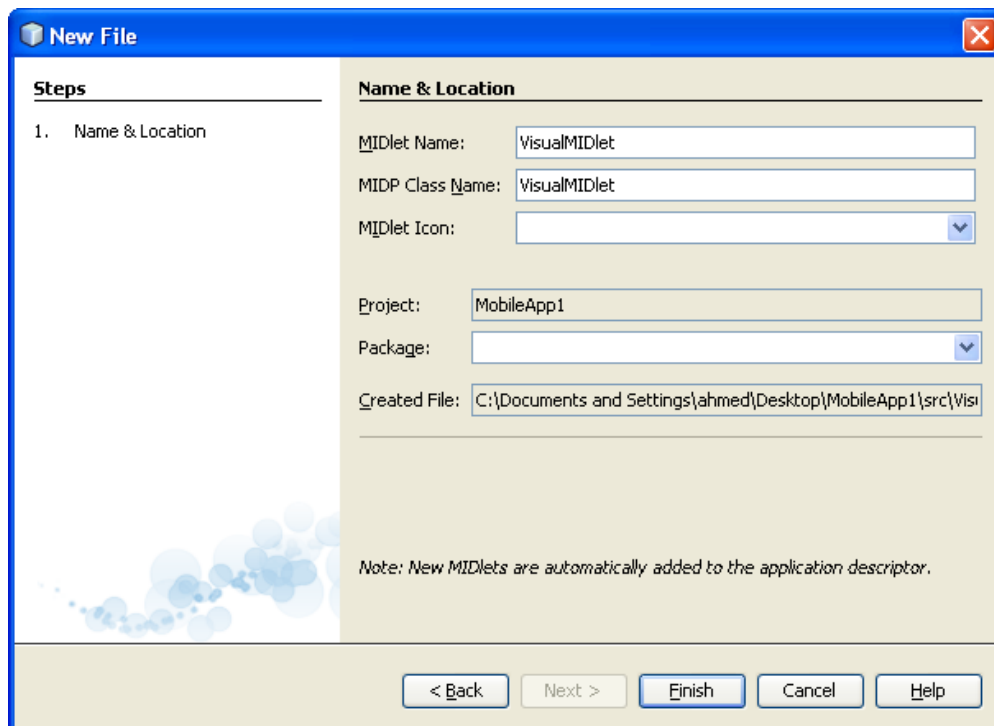 New File
Steps
1. Name & Location
Name & Location
MIDlet Name: VisualMIDlet
MIDP Class Name: VisualMIDlet
MIDlet Icon:
Project: MobileApp1
Package:
Created File: C:\Documents and Settings\ahmed\Desktop\MobileApp1\src\Visu
Note: New MIDlets are automatically added to the application descriptor.
< Back Next > Finish Cancel Help